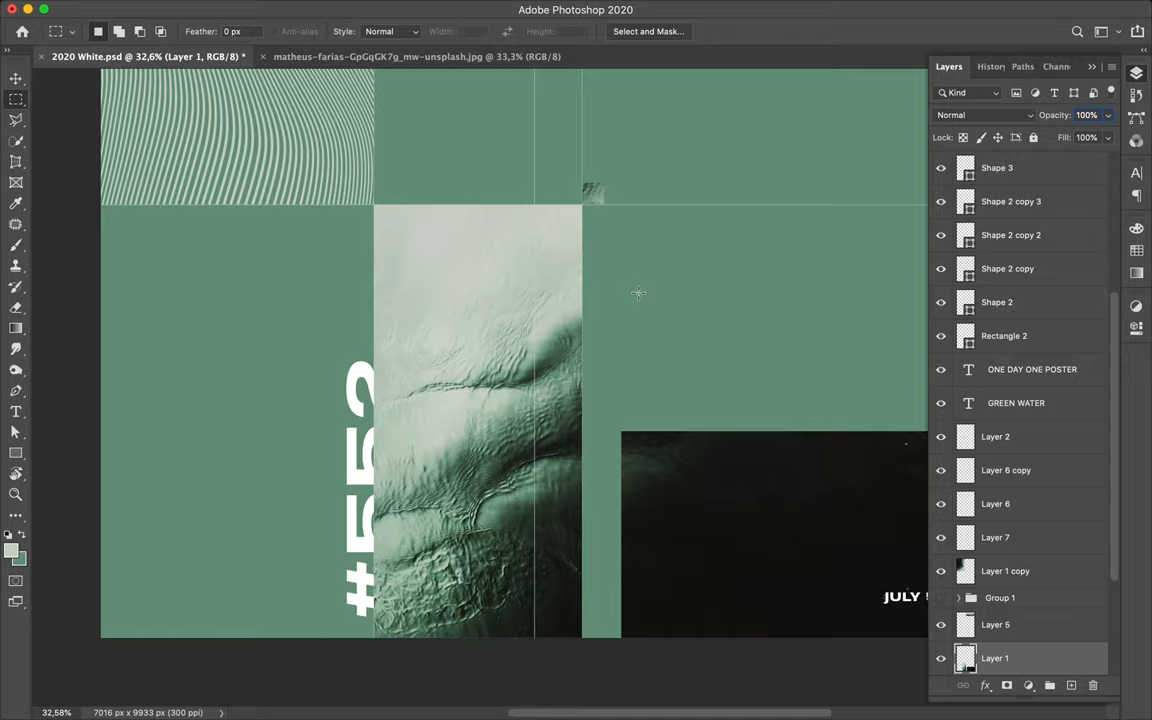 Adobe Photoshop 2020
Feather: 0 px
Anti-alias
Style: Normal
Width:
Height:
Select and Mask...
2020 White.psd @ 32,6% (Layer 1, RGB/8) *
matheus-farias-GpGqGK7g_mw-unsplash.jpg @ 33,3% (RGB/8)
Layers
History
Paths
Chann
Kind
Normal
Opacity: 100%
Lock:
Fill: 100%
Shape 3
Shape 2 copy 3
Shape 2 copy 2
Shape 2 copy
Shape 2
Rectangle 2
ONE DAY ONE POSTER
GREEN WATER
Layer 2
Layer 6 copy
Layer 6
Layer 7
Layer 1 copy
Group 1
Layer 5
Layer 1
#552
JULY
32,58%
7016 px x 9933 px (300 ppi)